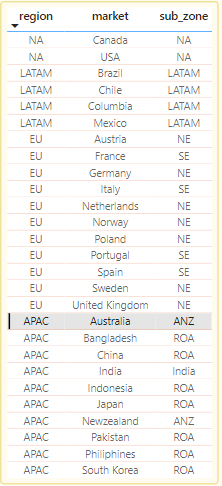 region market sub_zone
NA Canada NA
NA USA NA
LATAM Brazil LATAM
LATAM Chile LATAM
LATAM Columbia LATAM
LATAM Mexico LATAM
EU Austria NE
EU France SE
EU Germany NE
EU Italy SE
EU Netherlands NE
EU Norway NE
EU Poland NE
EU Portugal SE
EU Spain SE
EU Sweden NE
EU United Kingdom NE
APAC Australia ANZ
APAC Bangladesh ROA
APAC China ROA
APAC India India
APAC Indonesia ROA
APAC Japan ROA
APAC Newzealand ANZ
APAC Pakistan ROA
APAC Philiphines ROA
APAC South Korea ROA